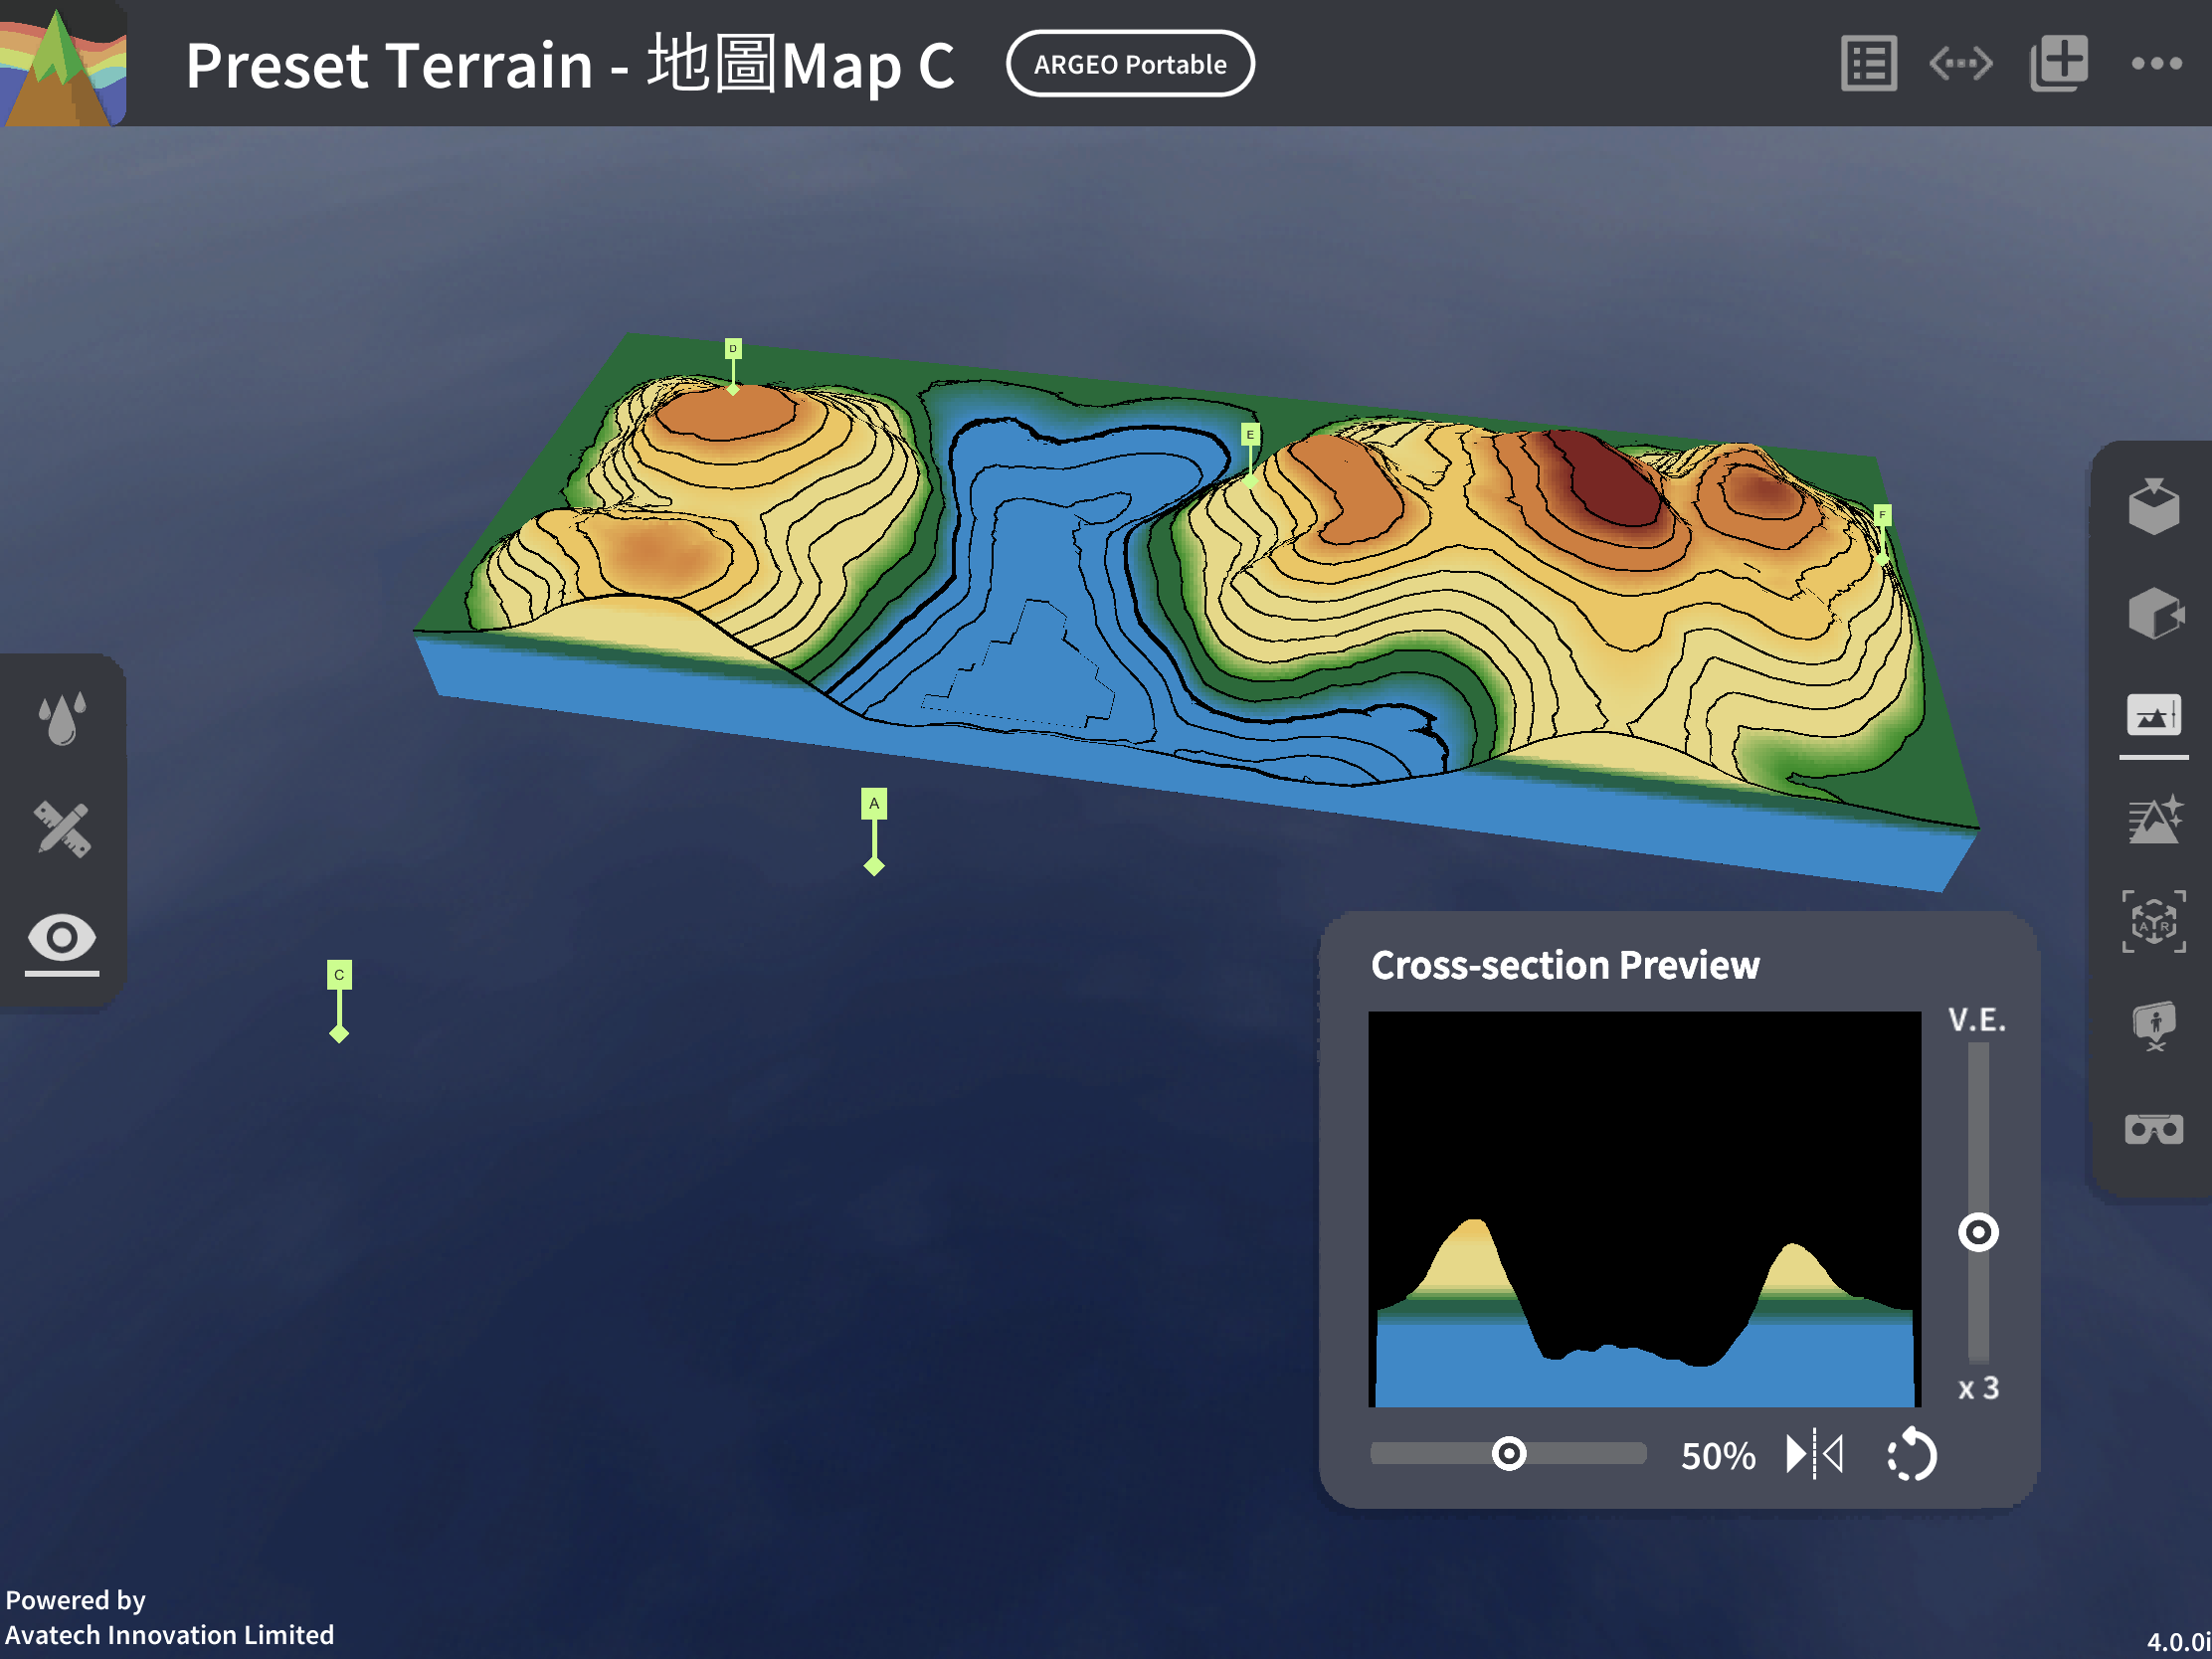 Preset Terrain - 地圖Map C
ARGEO Portable
D
E
F
A
C
A R
Cross-section Preview
V.E.
x 3
50%
Powered by
Avatech Innovation Limited
4.0.0i